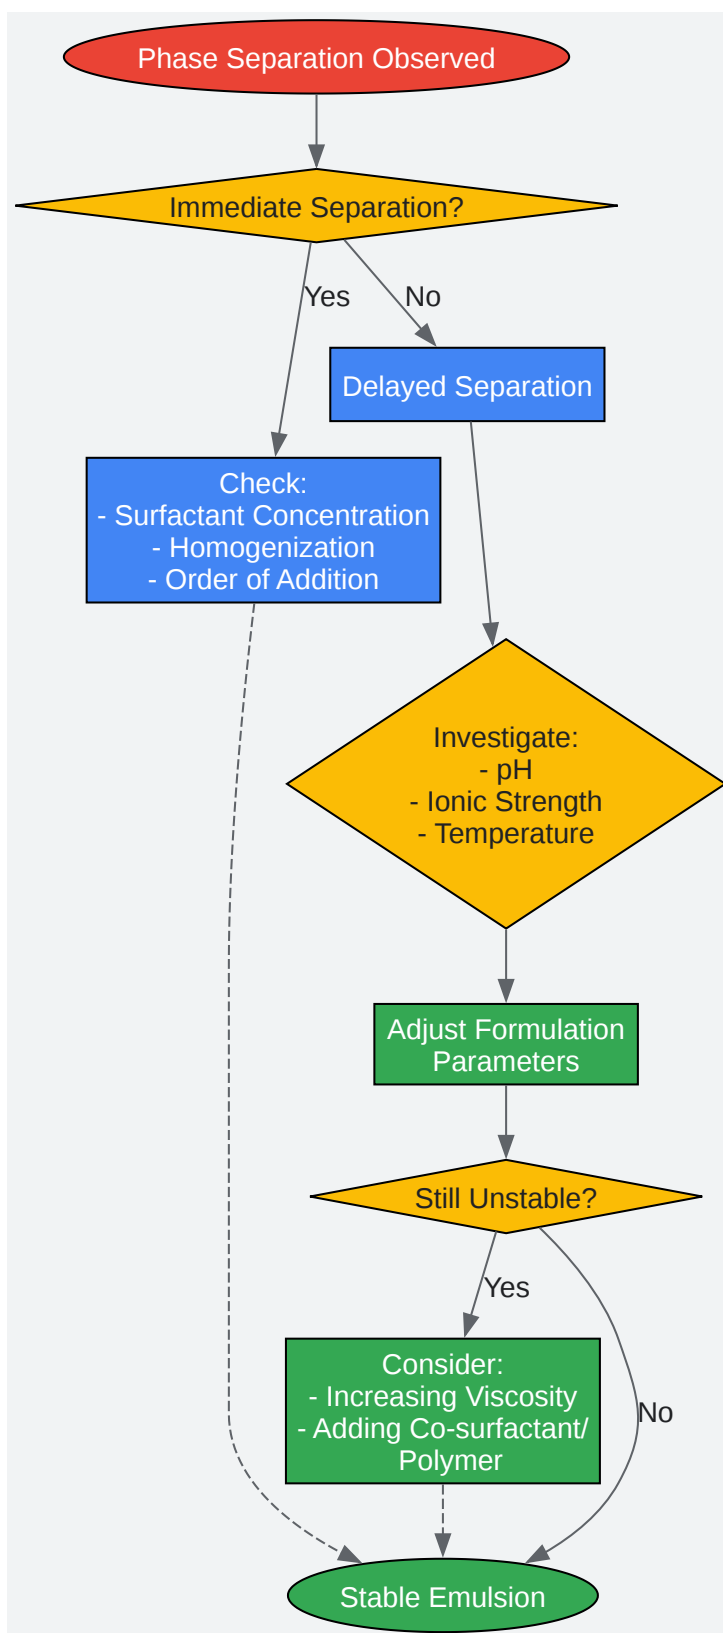 Phase Separation Observed
Immediate Separation?
Yes
No
Delayed Separation
Check:
- Surfactant Concentration
- Homogenization
- Order of Addition
Investigate:
- pH
- Ionic Strength
- Temperature
Adjust Formulation
Parameters
Still Unstable?
Yes
Consider:
- Increasing Viscosity
- Adding Co-surfactant/
Polymer
No
Stable Emulsion